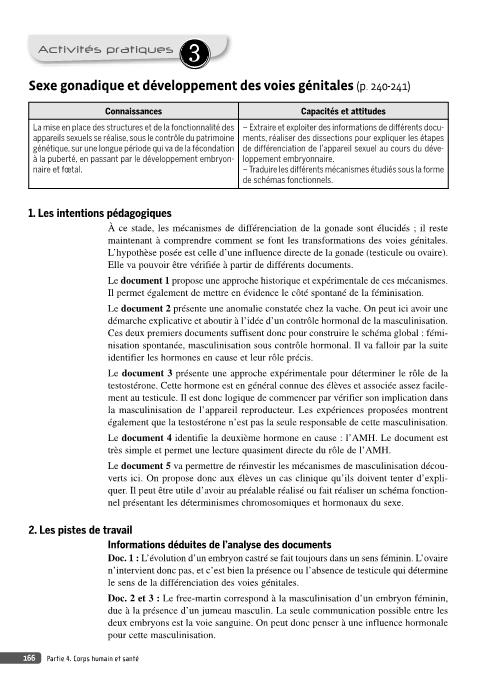 Activités pratiques 3
Sexe gonadique et développement des voies génitales (p. 240-241)
Connaissances
La mise en place des structures et de la fonctionnalité des
appareils sexuels se réalise, sous le contrôle du patrimoine
génétique, sur une longue période qui va de la fécondation
à la puberté, en passant par le développement embryon-
naire et fœtal.
Capacités et attitudes
– Extraire et exploiter des informations de différents docu-
ments, réaliser des dissections pour expliquer les étapes
de différenciation de l'appareil sexuel au cours du déve-
loppement embryonnaire,
– Traduire les différents mécanismes étudiés sous la forme
de schémas fonctionnels.
1. Les intentions pédagogiques
À ce stade, les mécanismes de différenciation de la gonade sont élucidés ; il reste
maintenant à comprendre comment se font les transformations des voies génitales.
L'hypothèse posée est celle d'une influence directe de la gonade (testicule ou ovaire).
Elle va pouvoir être vérifiée à partir de différents documents.
Le document 1 propose une approche historique et expérimentale de ces mécanismes.
Il permet également de mettre en évidence le côté spontané de la féminisation.
Le document 2 présente une anomalie constatée chez la vache. On peut ici avoir une
démarche explicative et aboutir à l'idée d'un contrôle hormonal de la masculinisation.
Ces deux premiers documents suffisent donc pour construire le schéma global : fémi-
nisation spontanée, masculinisation sous contrôle hormonal. Il va falloir par la suite
identifier les hormones en cause et leur rôle précis.
Le document 3 présente une approche expérimentale pour déterminer le rôle de la
testostérone. Cette hormone est en général connue des élèves et associée assez facile-
ment au testicule. Il est donc logique de commencer par vérifier son implication dans
la masculinisation de l'appareil reproducteur. Les expériences proposées montrent
également que la testostérone n'est pas la seule responsable de cette masculinisation.
Le document 4 identifie la deuxième hormone en cause : l'AMH. Le document est
très simple et permet une lecture quasiment directe du rôle de l'AMH.
Le document 5 va permettre de réinvestir les mécanismes de masculinisation décou-
verts ici. On propose donc aux élèves un cas clinique qu'ils doivent tenter d'expli-
quer. Il peut être utile d'avoir au préalable réalisé ou fait réaliser un schéma fonction-
nel présentant les déterminismes chromosomiques et hormonaux du sexe.
2. Les pistes de travail
Informations déduites de l'analyse des documents
Doc. 1 : L'évolution d'un embryon castré se fait toujours dans un sens féminin. L'ovaire
n'intervient donc pas, et c'est bien la présence ou l'absence de testicule qui détermine
le sens de la différenciation des voies génitales.
Doc. 2 et 3 : Le free-martin correspond à la masculinisation d'un embryon féminin,
due à la présence d'un jumeau masculin. La seule communication possible entre les
deux embryons est la voie sanguine. On peut donc penser à une influence hormonale
pour cette masculinisation.
166 Partie 4. Corps humain et santé